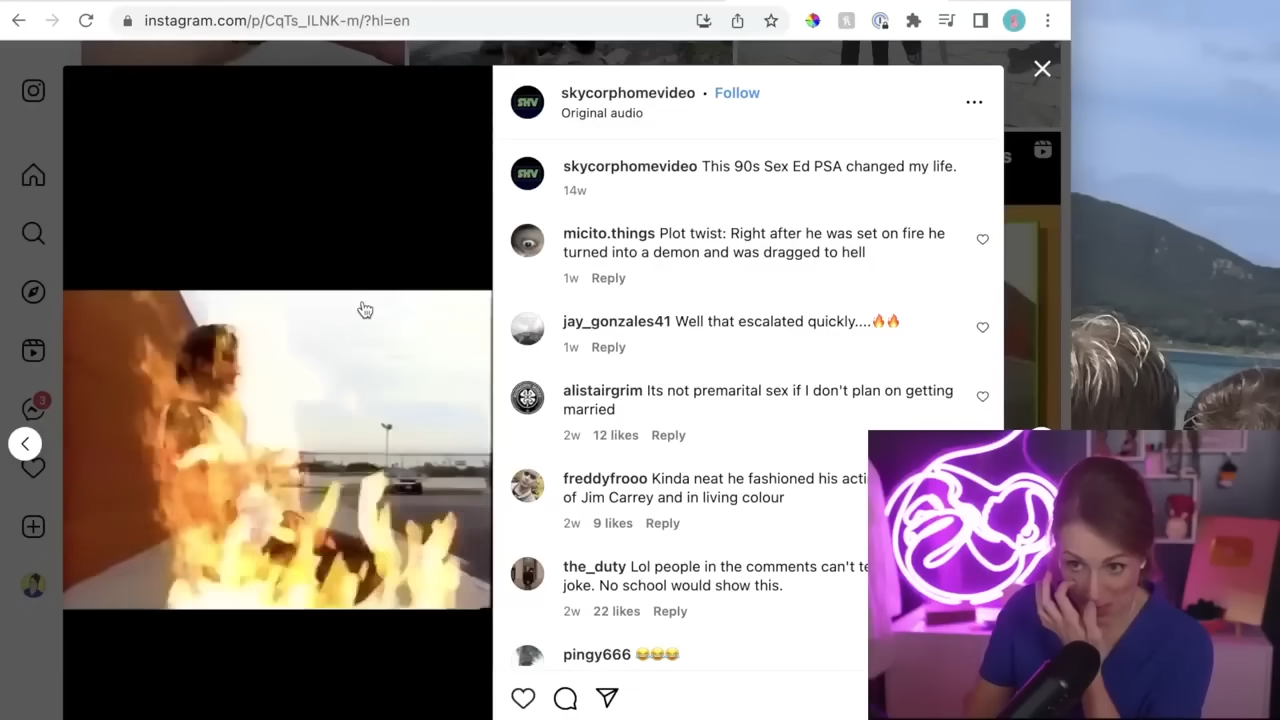 instagram.com/p/CqTs_ILNK-m/?hl=en
SHV
skycorphomevideo • Follow
Original audio
SHV
skycorphomevideo This 90s Sex Ed PSA changed my life.
14w
s
micito.things Plot twist: Right after he was set on fire he
turned into a demon and was dragged to hell
1w Reply
jay_gonzales41 Well that escalated quickly....🔥🔥
1w Reply
alistairgrim Its not premarital sex if I don't plan on getting
married
2w 12 likes Reply
3
freddyfrooo Kinda neat he fashioned his acti
of Jim Carrey and in living colour
2w 9 likes Reply
the_duty Lol people in the comments can't te
joke. No school would show this.
2w 22 likes Reply
pingy666 😂😂😂